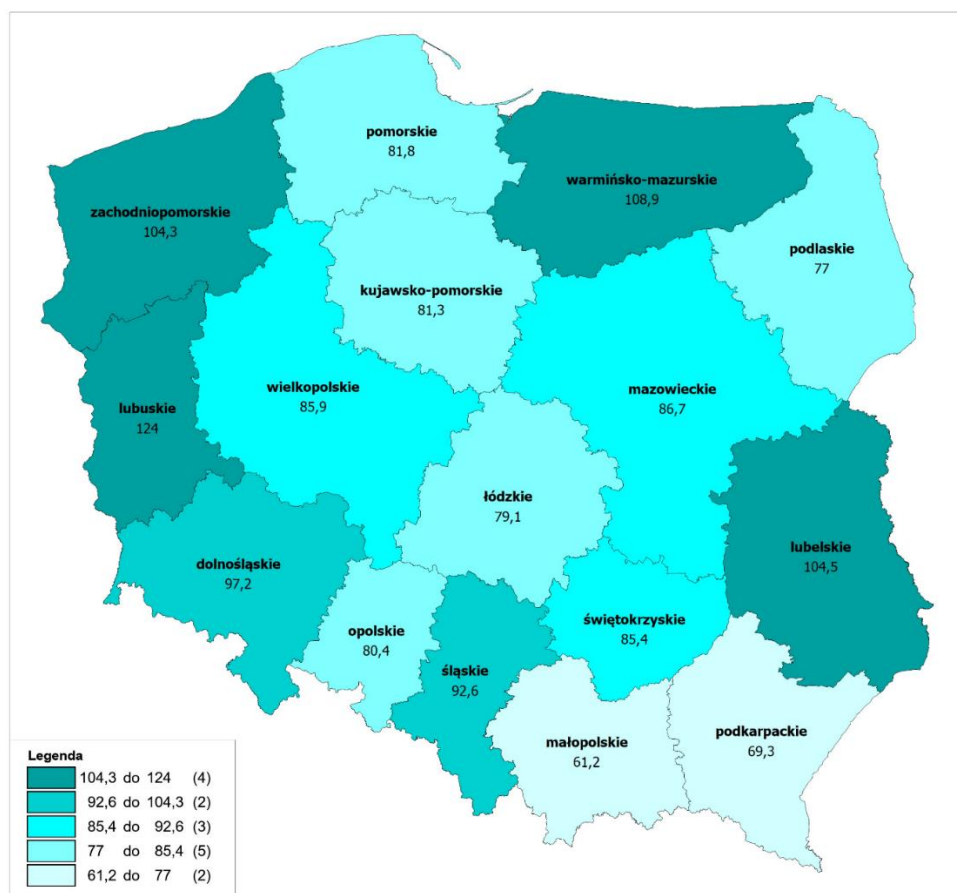 pomorskie
81,8
warmińsko-mazurskie
108,9
zachodniopomorskie
104,3
podlaskie
77
kujawsko-pomorskie
81,3
wielkopolskie
85,9
mazowieckie
86,7
lubuskie
124
łódzkie
79,1
lubelskie
104,5
dolnośląskie
97,2
świętokrzyskie
85,4
opolskie
80,4
śląskie
92,6
małopolskie
61,2
podkarpackie
69,3
Legenda
104,3 do 124 (4)
92,6 do 104,3 (2)
85,4 do 92,6 (3)
77 do 85,4 (5)
61,2 do 77 (2)